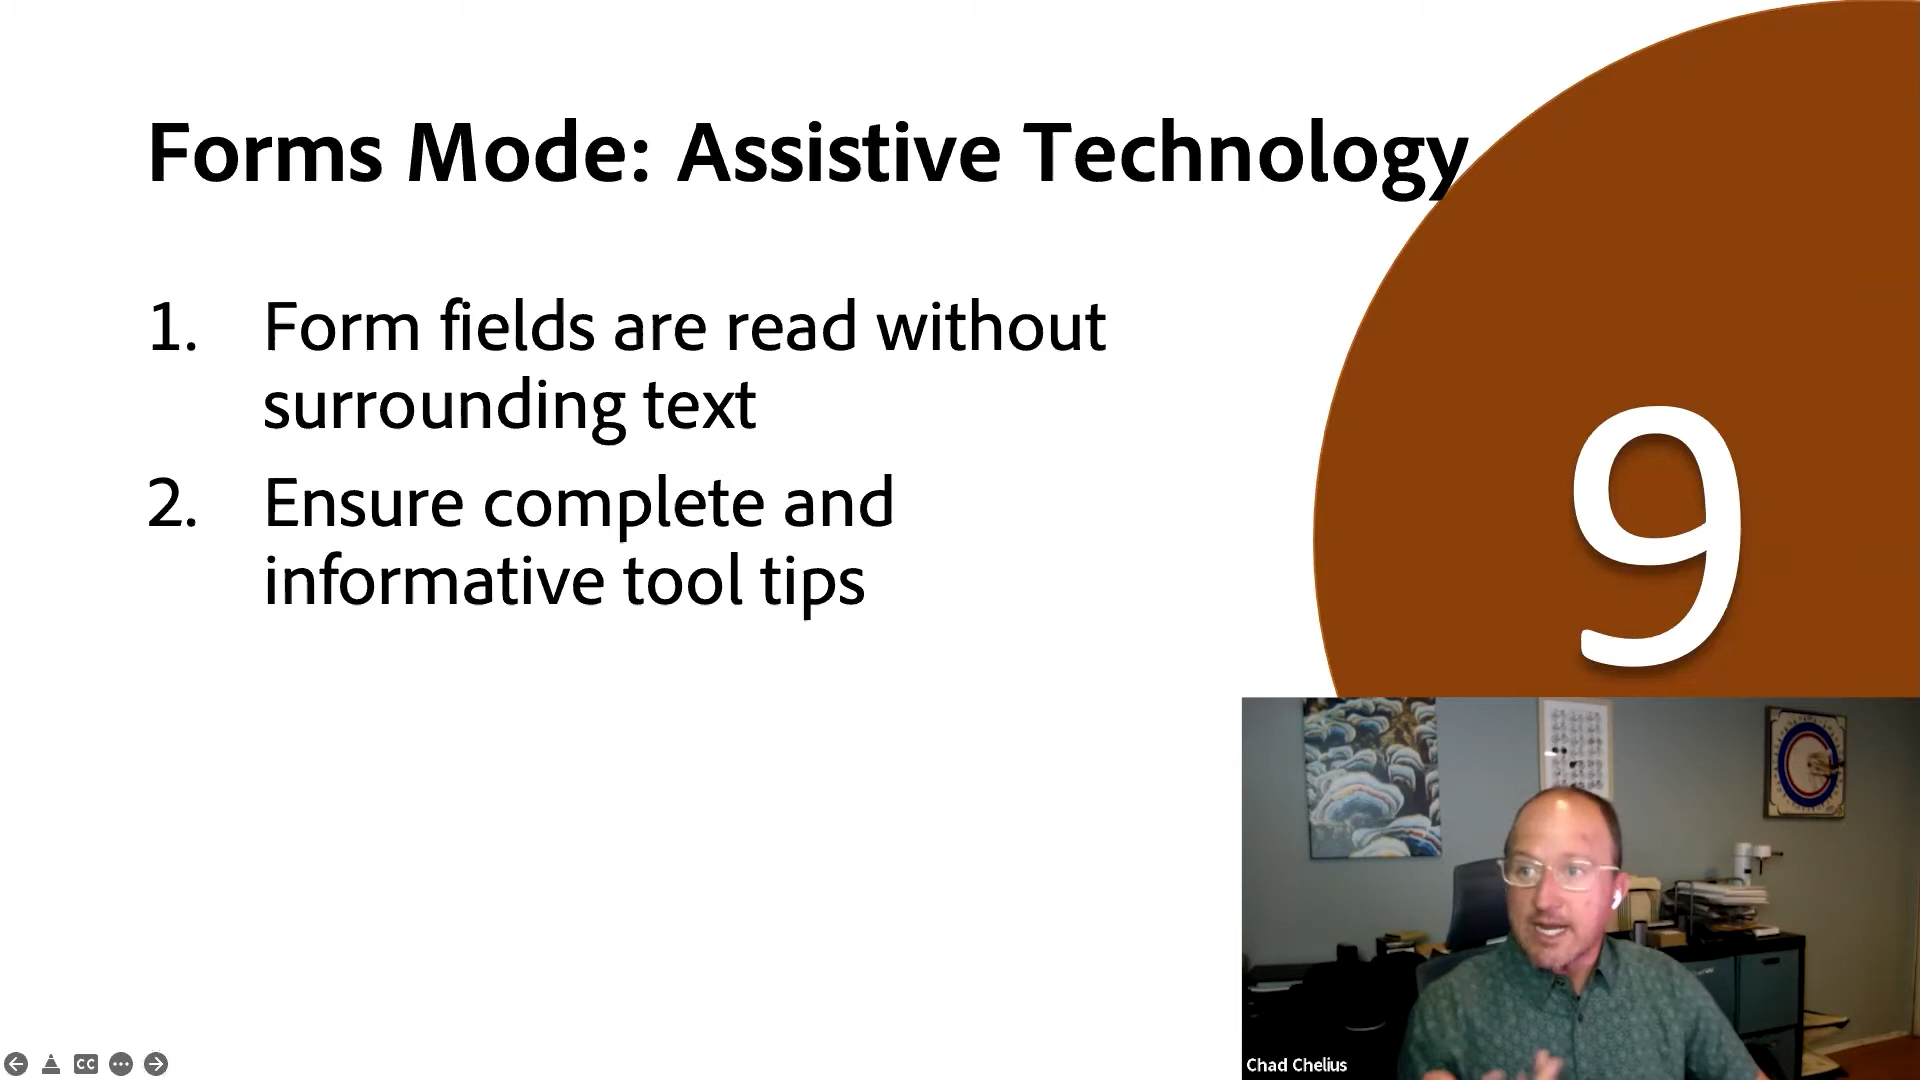 Forms Mode: Assistive Technology
1. Form fields are read without
surrounding text
2. Ensure complete and
informative tool tips
9
Chad Chelius
CC